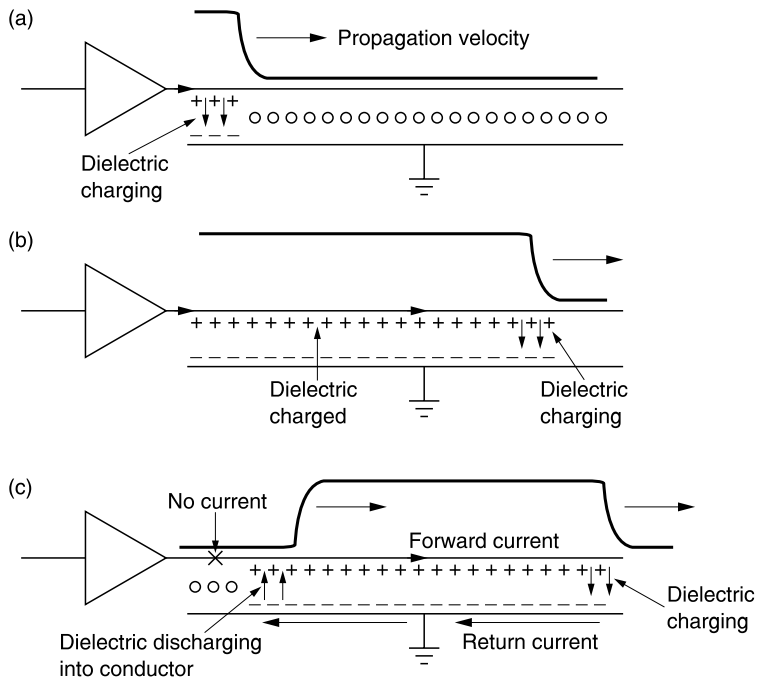 (a)
Propagation velocity
Dielectric
charging
(b)
Dielectric
charged
Dielectric
charging
(c)
No current
Forward current
Dielectric
charging
Dielectric discharging
into conductor
Return current